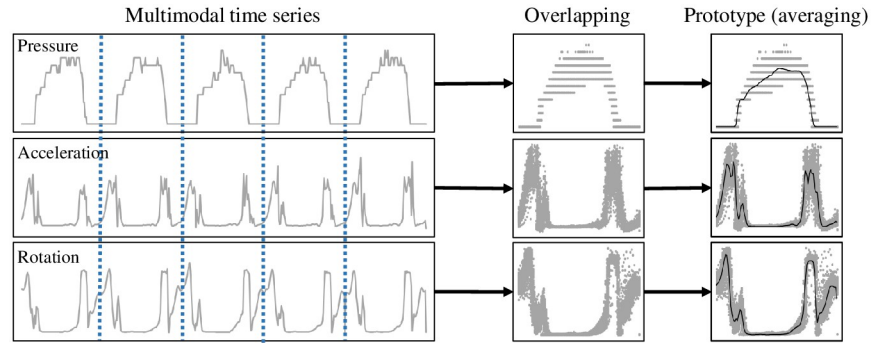 Multimodal time series
Overlapping
Prototype (averaging)
Pressure
Acceleration
Rotation